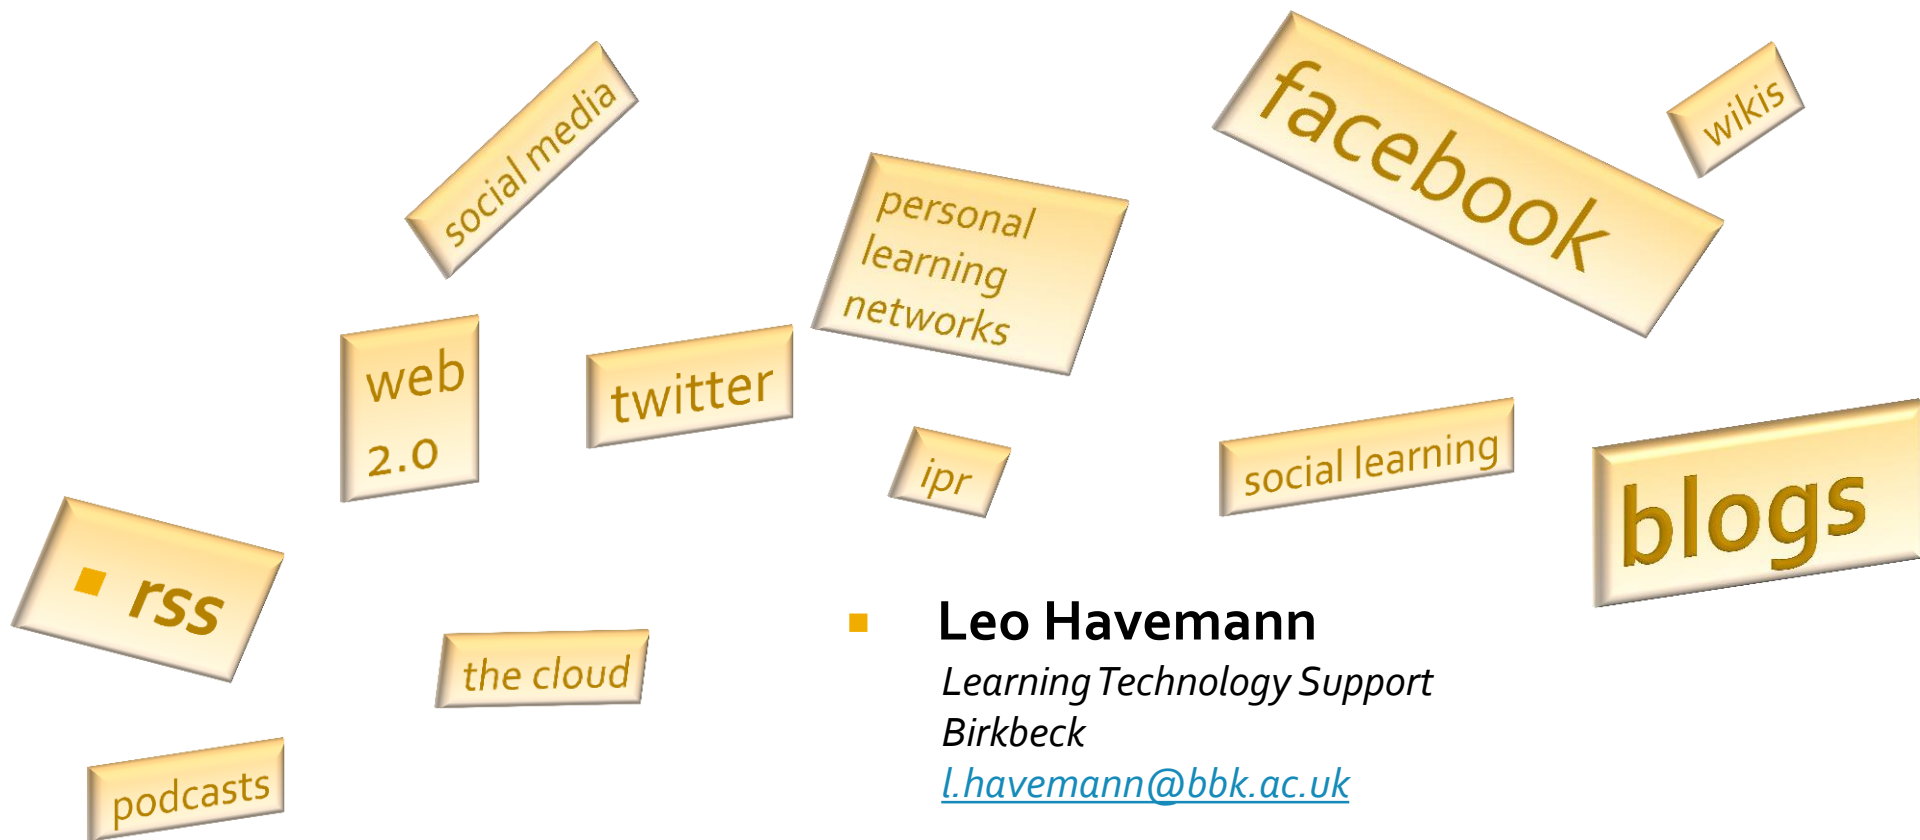 social media
facebook
wikis
personal
learning
networks
web
2.0
twitter
ipr
social learning
blogs
rss
the cloud
podcasts
Leo Havemann
Learning Technology Support
Birkbeck
l.havemann@bbk.ac.uk